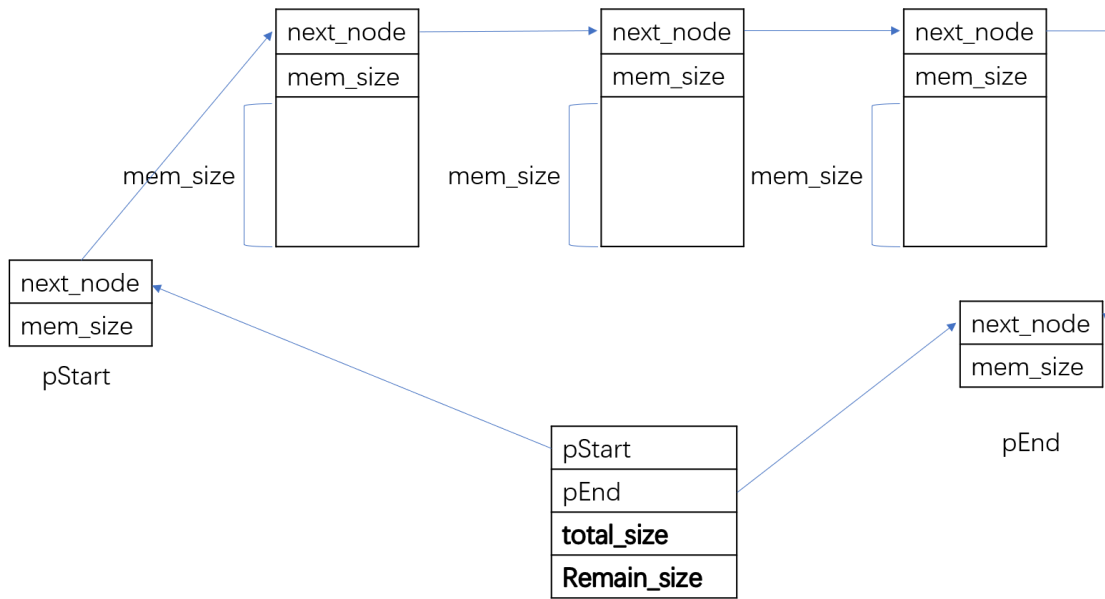 next_node
mem_size
next_node
mem_size
next_node
mem_size
mem_size
mem_size
mem_size
next_node
mem_size
pStart
next_node
mem_size
pEnd
pStart
pEnd
total_size
Remain_size